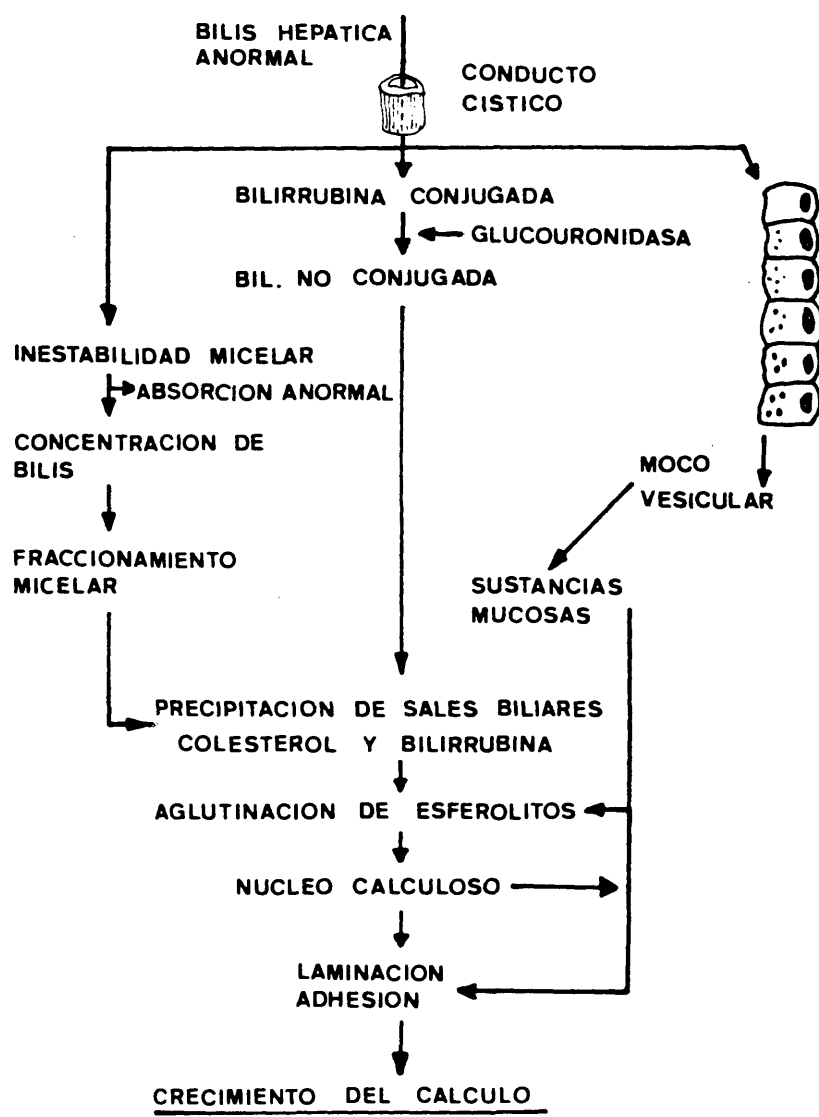 BILIS HEPATICA
ANORMAL
CONDUCTO
CISTICO
BILIRRUBINA CONJUGADA
GLUCOURONIDASA
BIL. NO CONJUGADA
INESTABILIDAD MICELAR
ABSORCION ANORMAL
CONCENTRACION DE
BILIS
MOCO
VESICULAR
FRACCIONAMIENTO
MICELAR
SUSTANCIAS
MUCOSAS
PRECIPITACION DE SALES BILIARES
COLESTEROL Y BILIRRUBINA
AGLUTINACION DE ESFEROLITOS
NUCLEO CALCULOSO
LAMINACION
ADHESION
CRECIMIENTO DEL CALCULO